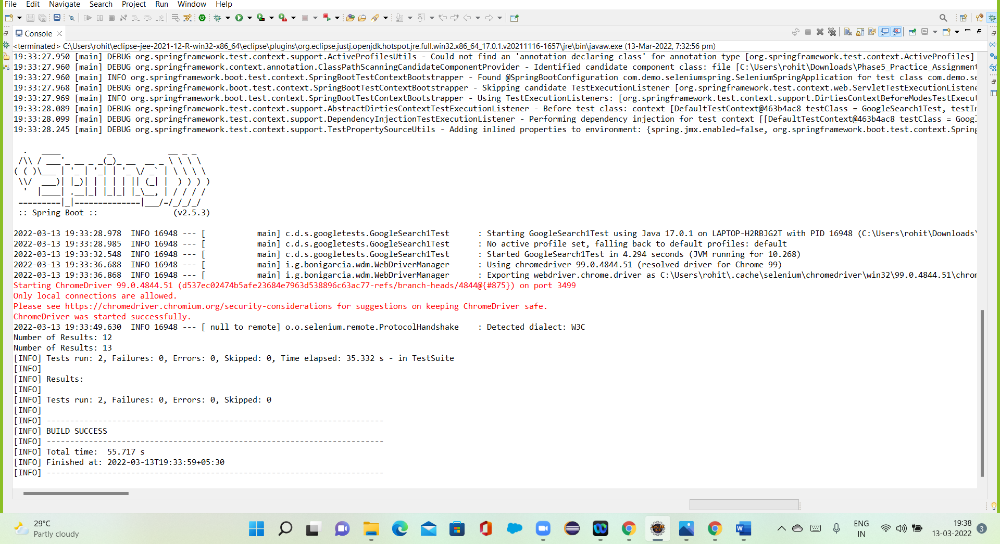 File Edit Navigate Search Project Run Window Help
Console
<terminated> C:\Users\rohit\eclipse-jee-2021-12-R-win32-x86_64\eclipse\plugins\org.eclipse.justj.openjdk.hotspot.jre.full.win32.x86_64_17.0.1.v20211116-1657\jre\bin\javaw.exe (13-Mar-2022, 7:32:56 pm)
19:33:27.950 [main] DEBUG org.springframework.test.context.support.ActiveProfilesUtils - Could not find an 'annotation declaring class' for annotation type [org.springframework.test.context.ActiveProfiles]
19:33:27.960 [main] DEBUG org.springframework.context.annotation.ClassPathScanningCandidateComponentProvider - Identified candidate component class: file [C:\Users\rohit\Downloads\Phase5_Practice_Assignment
19:33:27.960 [main] INFO org.springframework.boot.test.context.SpringBootTestContextBootstrapper - Found @SpringBootConfiguration com.demo.seleniumspring.SeleniumSpringApplication for test class com.demo.se
19:33:27.968 [main] DEBUG org.springframework.boot.test.context.SpringBootTestContextBootstrapper - Skipping candidate TestExecutionListener [org.springframework.test.context.web.ServletTestExecutionListene
19:33:27.969 [main] INFO org.springframework.boot.test.context.SpringBootTestContextBootstrapper - Using TestExecutionListeners: [org.springframework.test.context.support.DirtiesContextBeforeModesTestExecut
19:33:28.089 [main] DEBUG org.springframework.test.context.support.AbstractDirtiesContextTestExecutionListener - Before test class: context [DefaultTestContext@463b4ac8 testClass = GoogleSearch1Test, testIn
19:33:28.099 [main] DEBUG org.springframework.test.context.support.DependencyInjectionTestExecutionListener - Performing dependency injection for test context [[DefaultTestContext@463b4ac8 testClass = Goog
19:33:28.245 [main] DEBUG org.springframework.test.context.support.TestPropertySourceUtils - Adding inlined properties to environment: {spring.jmx.enabled=false, org.springframework.boot.test.context.Spring
Spring
:: Spring Boot :: (v2.5.3)
2022-03-13 19:33:28.978 INFO 16948 --- [ main] c.d.s.googletests.GoogleSearch1Test : Starting GoogleSearch1Test using Java 17.0.1 on LAPTOP-H2RBJG2T with PID 16948 (C:\Users\rohit\Downloads\
2022-03-13 19:33:28.985 INFO 16948 --- [ main] c.d.s.googletests.GoogleSearch1Test : No active profile set, falling back to default profiles: default
2022-03-13 19:33:32.548 INFO 16948 --- [ main] c.d.s.googletests.GoogleSearch1Test : Started GoogleSearch1Test in 4.294 seconds (JVM running for 10.268)
2022-03-13 19:33:36.688 INFO 16948 --- [ main] i.g.bonigarcia.wdm.WebDriverManager : Using chromedriver 99.0.4844.51 (resolved driver for Chrome 99)
2022-03-13 19:33:36.868 INFO 16948 --- [ main] i.g.bonigarcia.wdm.WebDriverManager : Exporting webdriver.chrome.driver as C:\Users\rohit\.cache\selenium\chromedriver\win32\99.0.4844.51\chrom
Starting ChromeDriver 99.0.4844.51 (d537ec02474b5afe23684e7963d538896c63ac77-refs/branch-heads/4844@{#875}) on port 3499
Only local connections are allowed.
Please see https://chromedriver.chromium.org/security-considerations for suggestions on keeping ChromeDriver safe.
ChromeDriver was started successfully.
2022-03-13 19:33:49.630 INFO 16948 --- [ null to remote] o.o.selenium.remote.ProtocolHandshake : Detected dialect: W3C
Number of Results: 12
Number of Results: 13
[INFO] Tests run: 2, Failures: 0, Errors: 0, Skipped: 0, Time elapsed: 35.332 s - in TestSuite
[INFO]
[INFO] Results:
[INFO]
[INFO] Tests run: 2, Failures: 0, Errors: 0, Skipped: 0
[INFO]
[INFO] ------------------------------------------------------------------------
[INFO] BUILD SUCCESS
[INFO] ------------------------------------------------------------------------
[INFO] Total time: 55.717 s
[INFO] Finished at: 2022-03-13T19:33:59+05:30
[INFO] ------------------------------------------------------------------------
29°C
Partly cloudy
ENG
IN
19:38
13-03-2022
3